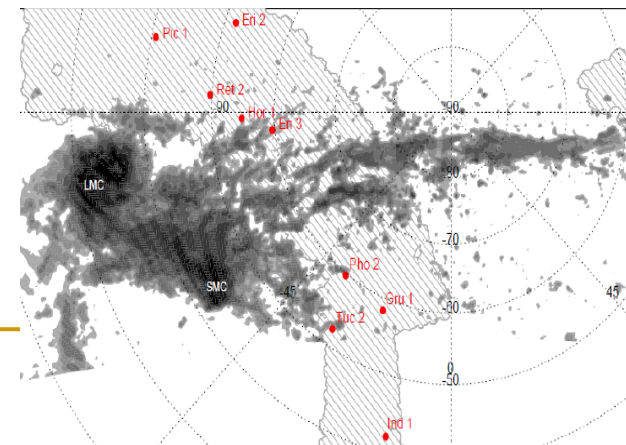 Eri 2
Pic 1
Ret 2
-90
-90
Hor 1
Eri 3
LMC
-80
-70
Pho 2
SMC
-45
45
Gru 1
-60
Tuc 2
0
-50
Ind 1